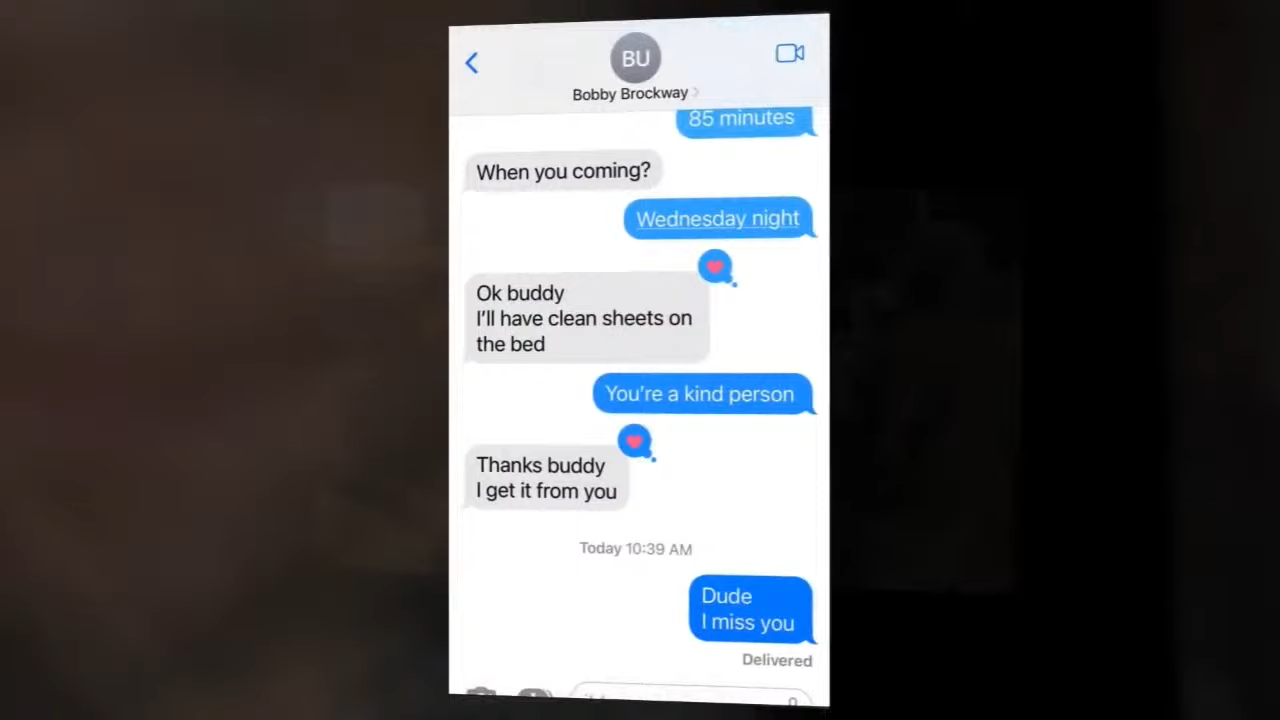 BU
Bobby Brockway
85 minutes
When you coming?
Wednesday night
Ok buddy
I'll have clean sheets on
the bed
You're a kind person
Thanks buddy
I get it from you
Today 10:39 AM
Dude
I miss you
Delivered